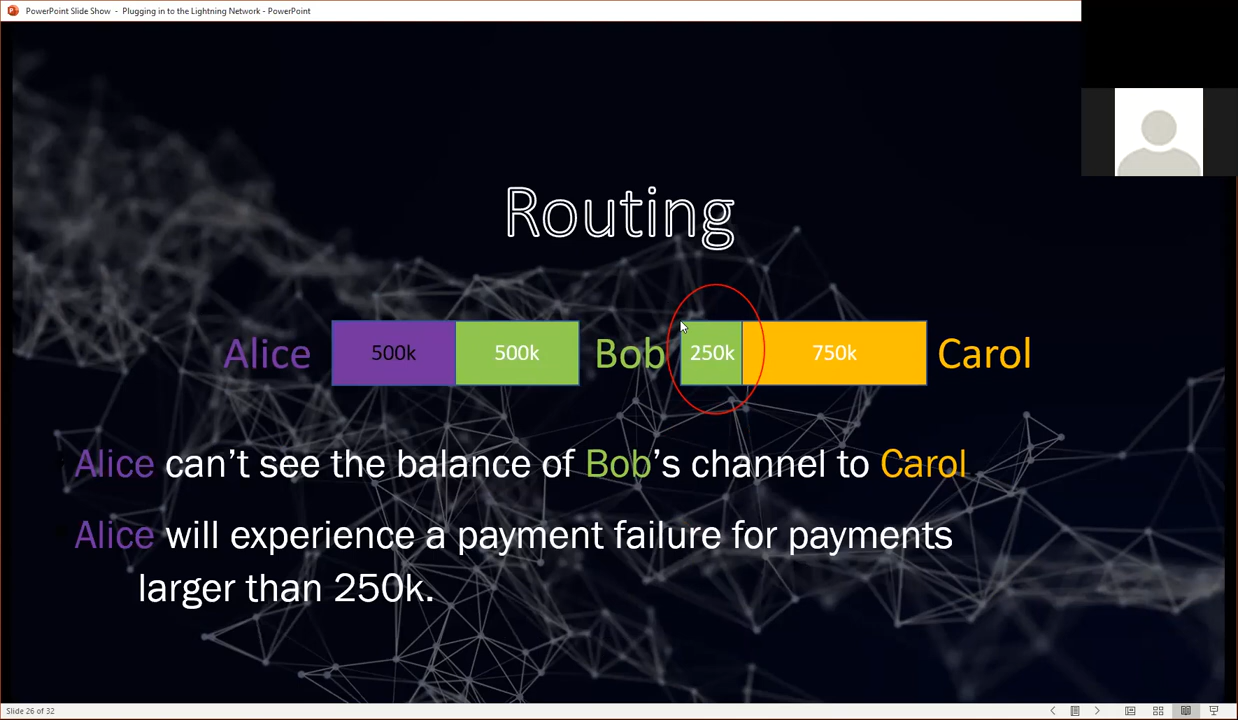 PowerPoint Slide Show - Plugging in to the Lightning Network - PowerPoint
Routing
Alice 500k 500k Bob 250k 750k Carol
Alice can’t see the balance of Bob’s channel to Carol
Alice will experience a payment failure for payments
larger than 250k.
Slide 26 of 32